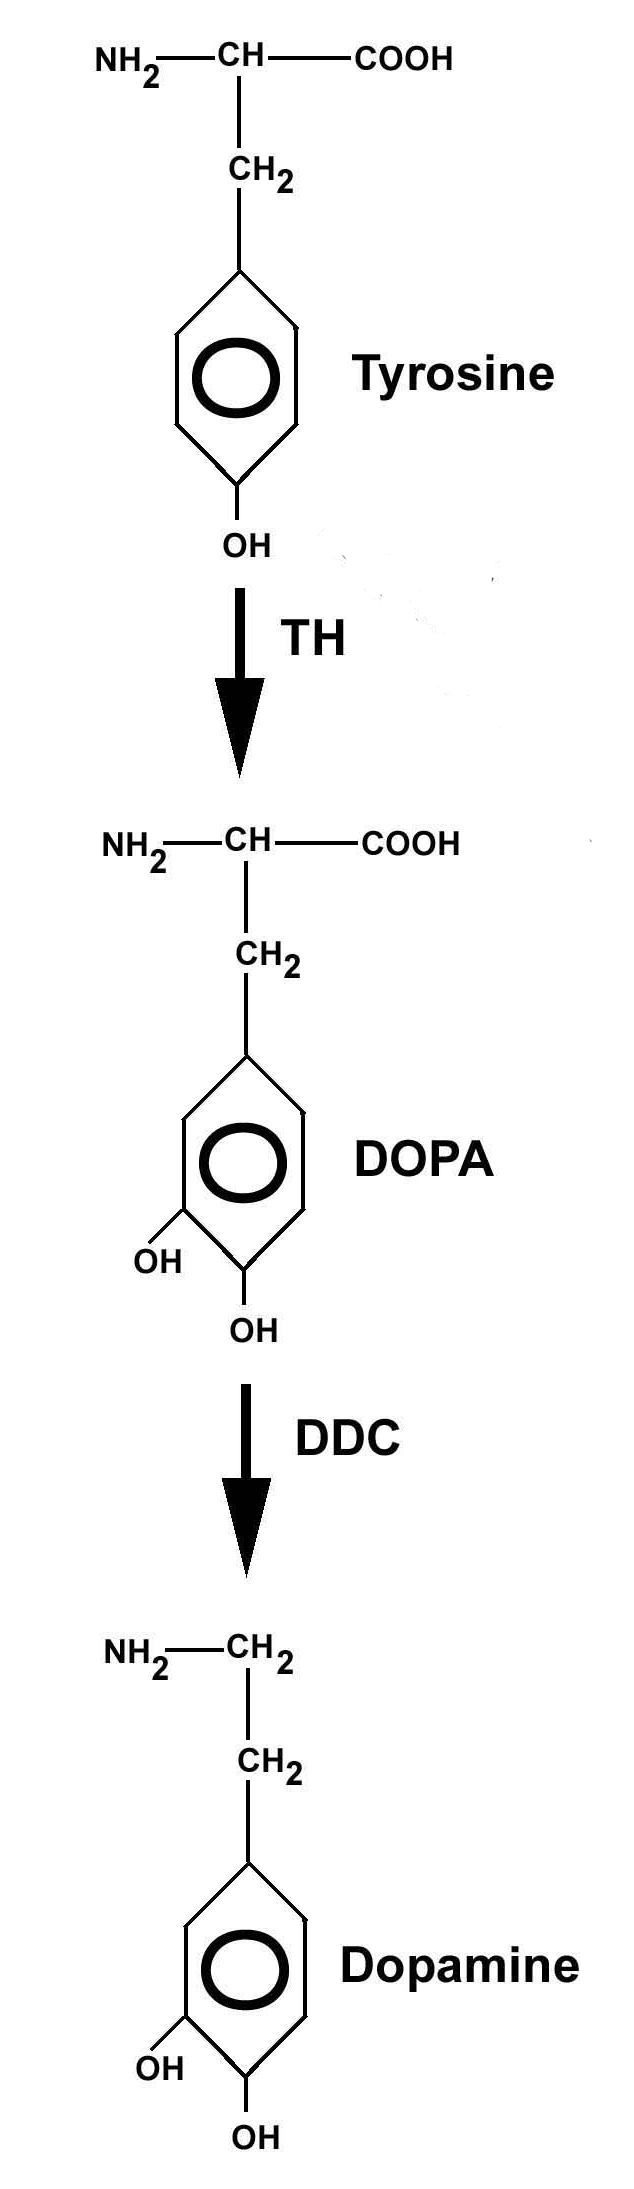 NH2 CH COOH
CH2
Tyrosine
OH
TH
NH2 CH COOH
CH2
DOPA
OH
OH
DDC
NH2 CH2
CH2
Dopamine
OH
OH